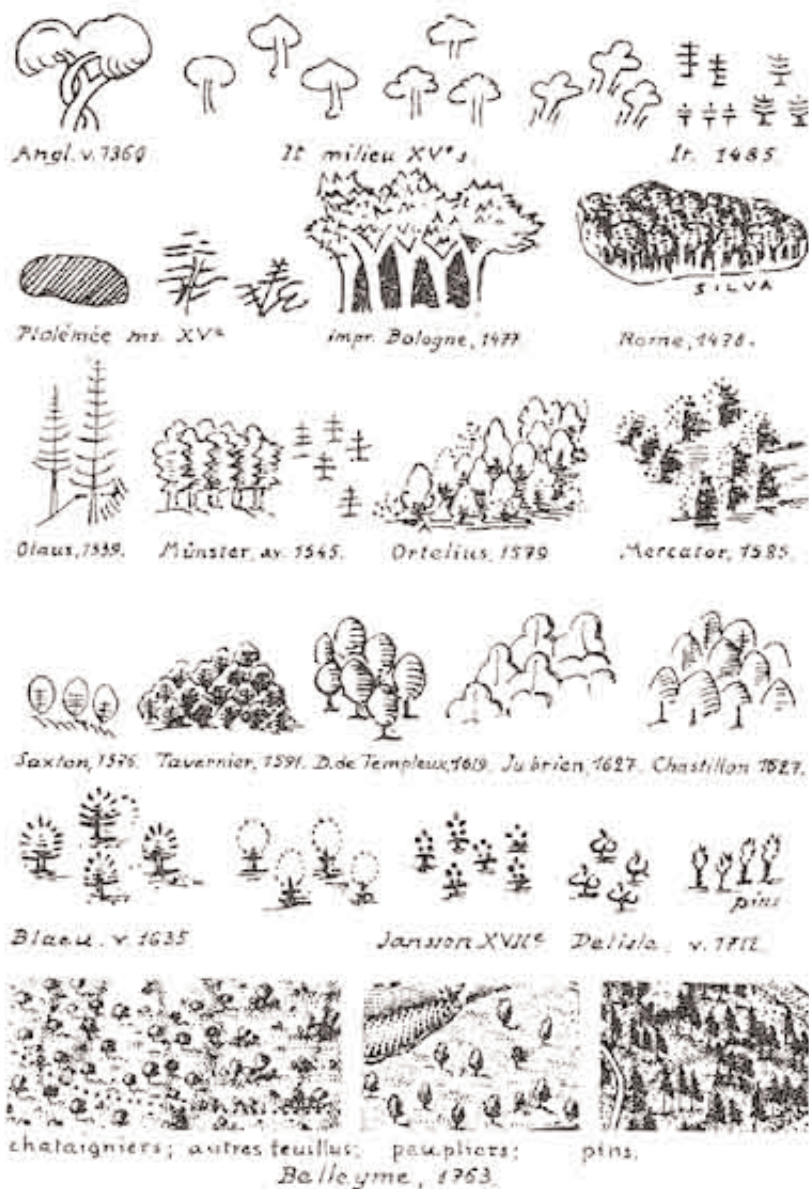 Angl. v. 1360 It milieu XVe s. It. 1485
SILVA
Ptolémée ms. XVe impr. Bologne, 1477 Rome, 1478.
Olaus, 1539. Münster, av. 1545. Ortelius, 1579 Mercator, 1585.
Saxton, 1576. Tavernier, 1591. D. de Templeux, 1619. Jubrien, 1627. Chastillon 1627.
pins
Blaeu. v. 1635 Jansson XVIIe Delisle. v. 1712
chataigniers; autres feuillus; peupliers; pins.
Belleyme, 1763.